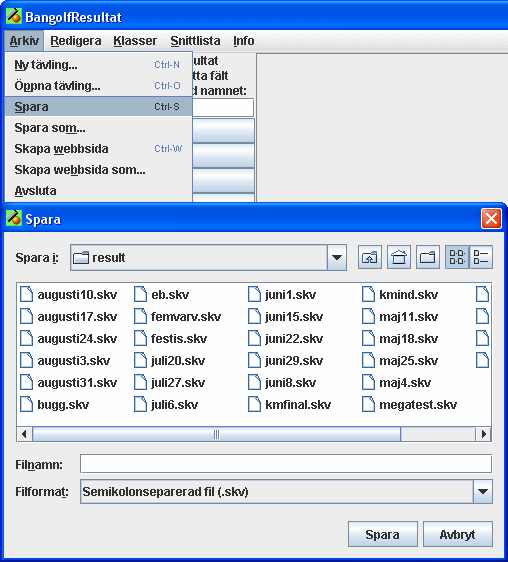 BangolfResultat
Arkiv Redigera Klasser Snittlista Info
Ny tävling... Ctrl-N
Öppna tävling... Ctrl-O
Spara Ctrl-S
Spara som...
Skapa webbsida Ctrl-W
Skapa webbsida som...
Avsluta
ultat
tta fält
d namnet:
Spara
Spara i: result
augusti10.skv eb.skv juni1.skv kmind.skv
augusti17.skv femvarv.skv juni15.skv maj11.skv
augusti24.skv festis.skv juni22.skv maj18.skv
augusti3.skv juli20.skv juni29.skv maj25.skv
augusti31.skv juli27.skv juni8.skv maj4.skv
bugg.skv juli6.skv kmfinal.skv megatest.skv
Filnamn:
Filformat: Semikolonseparerad fil (.skv)
Spara Avbryt